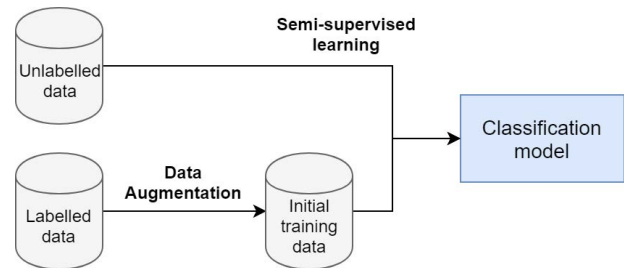 Semi-supervised
learning
Unlabelled
data
Classification
model
Data
Augmentation
Labelled
data
Initial
training
data